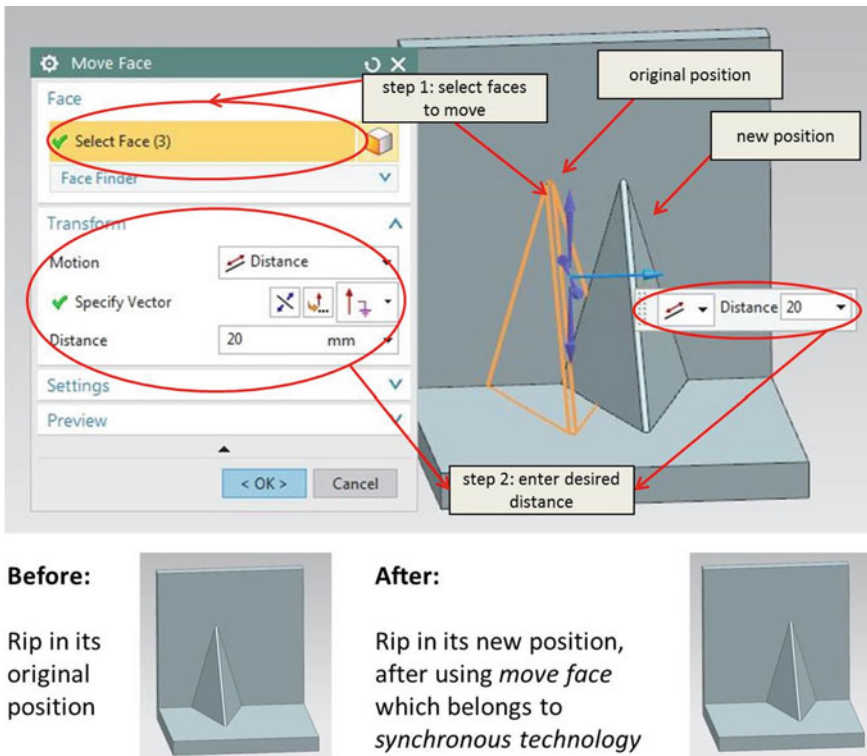 Move Face
Face
Select Face (3)
Face Finder
Transform
Motion
Distance
Specify Vector
Distance
20 mm
Settings
Preview
< OK >
Cancel
step 1: select faces
to move
original position
new position
Distance 20
step 2: enter desired
distance
Before:
Rip in its
original
position
After:
Rip in its new position,
after using move face
which belongs to
synchronous technology